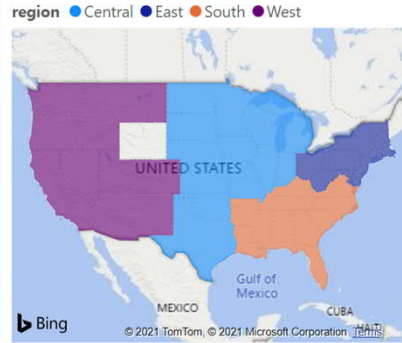 region Central East South West
UNITED STATES
Gulf of
Mexico
MEXICO
CUBA
HAITI
Bing
© 2021 TomTom, © 2021 Microsoft Corporation Terms